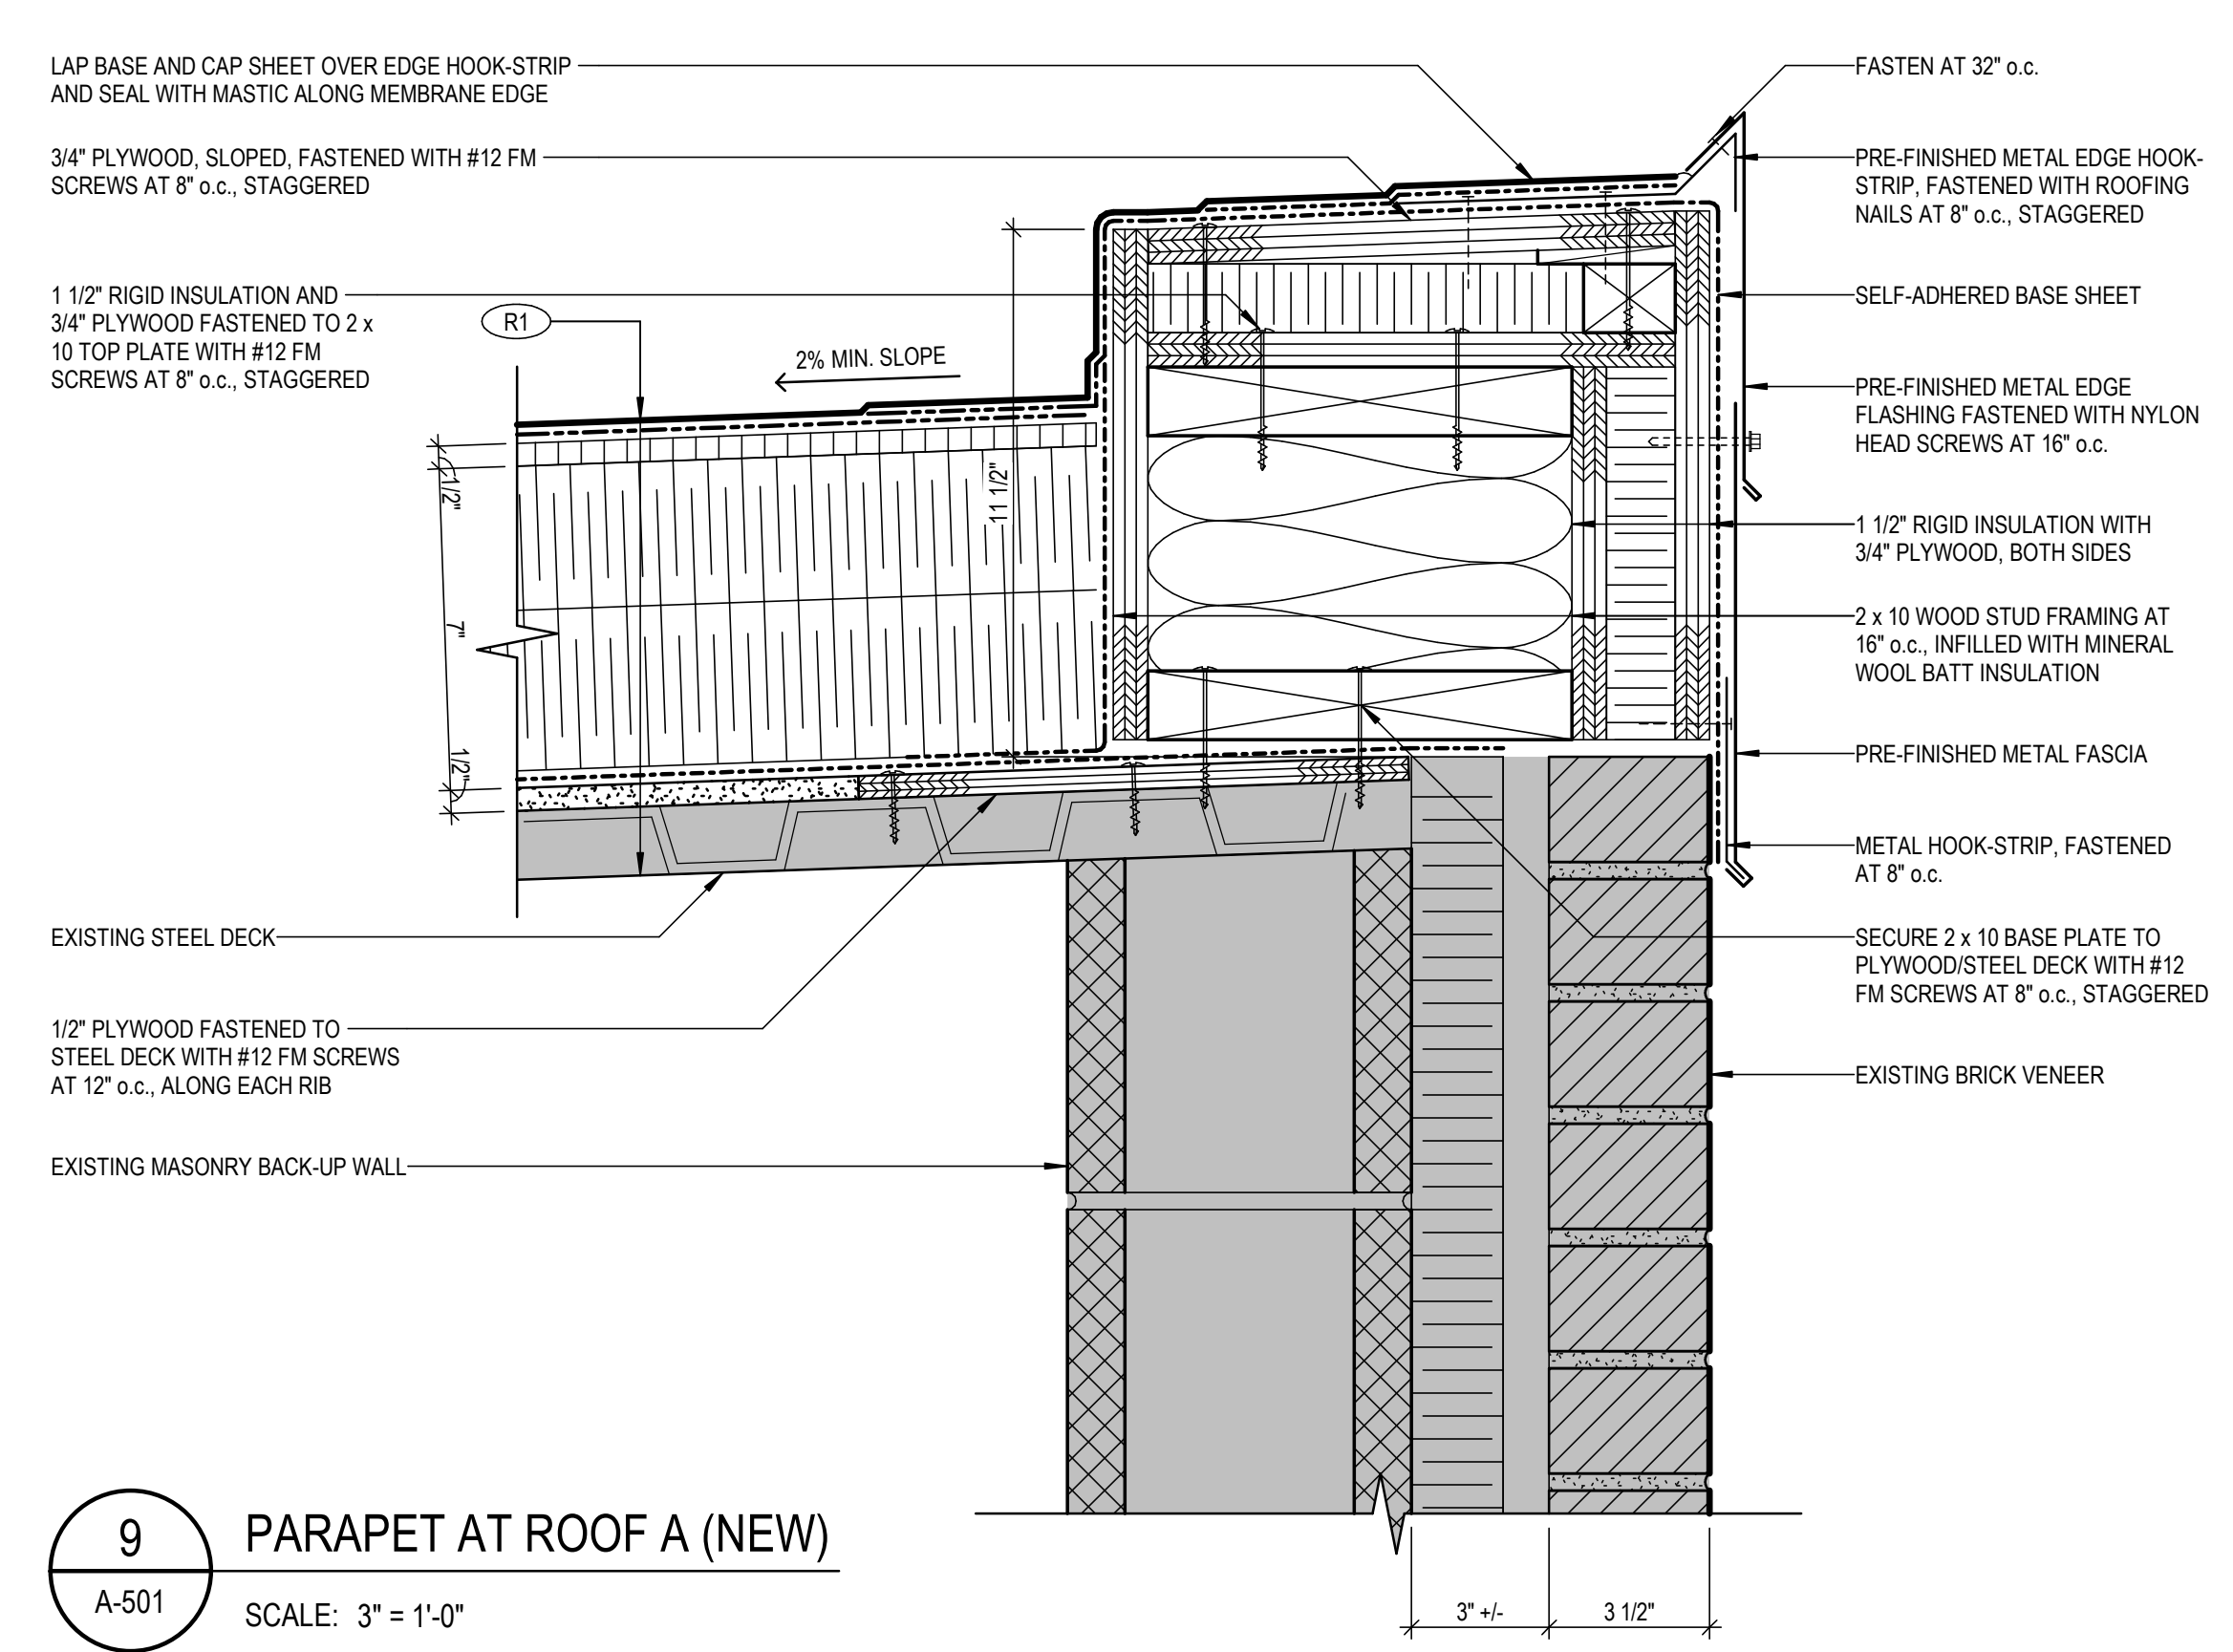 LAP BASE AND CAP SHEET OVER EDGE HOOK-STRIP
AND SEAL WITH MASTIC ALONG MEMBRANE EDGE
3/4" PLYWOOD, SLOPED, FASTENED WITH #12 FM
SCREWS AT 8" o.c., STAGGERED
1 1/2" RIGID INSULATION AND
3/4" PLYWOOD FASTENED TO 2 x
10 TOP PLATE WITH #12 FM
SCREWS AT 8" o.c., STAGGERED
R1
2% MIN. SLOPE
1/2"
7"
1/2"
11 1/2"
EXISTING STEEL DECK
1/2" PLYWOOD FASTENED TO
STEEL DECK WITH #12 FM SCREWS
AT 12" o.c., ALONG EACH RIB
EXISTING MASONRY BACK-UP WALL
FASTEN AT 32" o.c.
PRE-FINISHED METAL EDGE HOOK-
STRIP, FASTENED WITH ROOFING
NAILS AT 8" o.c., STAGGERED
SELF-ADHERED BASE SHEET
PRE-FINISHED METAL EDGE
FLASHING FASTENED WITH NYLON
HEAD SCREWS AT 16" o.c.
1 1/2" RIGID INSULATION WITH
3/4" PLYWOOD, BOTH SIDES
2 x 10 WOOD STUD FRAMING AT
16" o.c., INFILLED WITH MINERAL
WOOL BATT INSULATION
PRE-FINISHED METAL FASCIA
METAL HOOK-STRIP, FASTENED
AT 8" o.c.
SECURE 2 x 10 BASE PLATE TO
PLYWOOD/STEEL DECK WITH #12
FM SCREWS AT 8" o.c., STAGGERED
EXISTING BRICK VENEER
3" +/-
3 1/2"
9
A-501
PARAPET AT ROOF A (NEW)
SCALE: 3" = 1'-0"